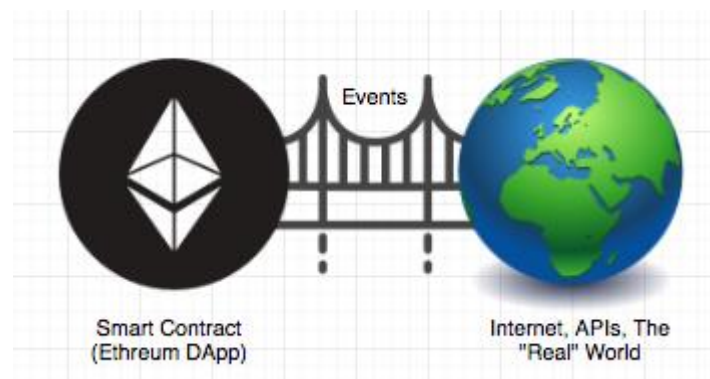 Events
Smart Contract
(Ethreum DApp)
Internet, APIs, The
"Real" World